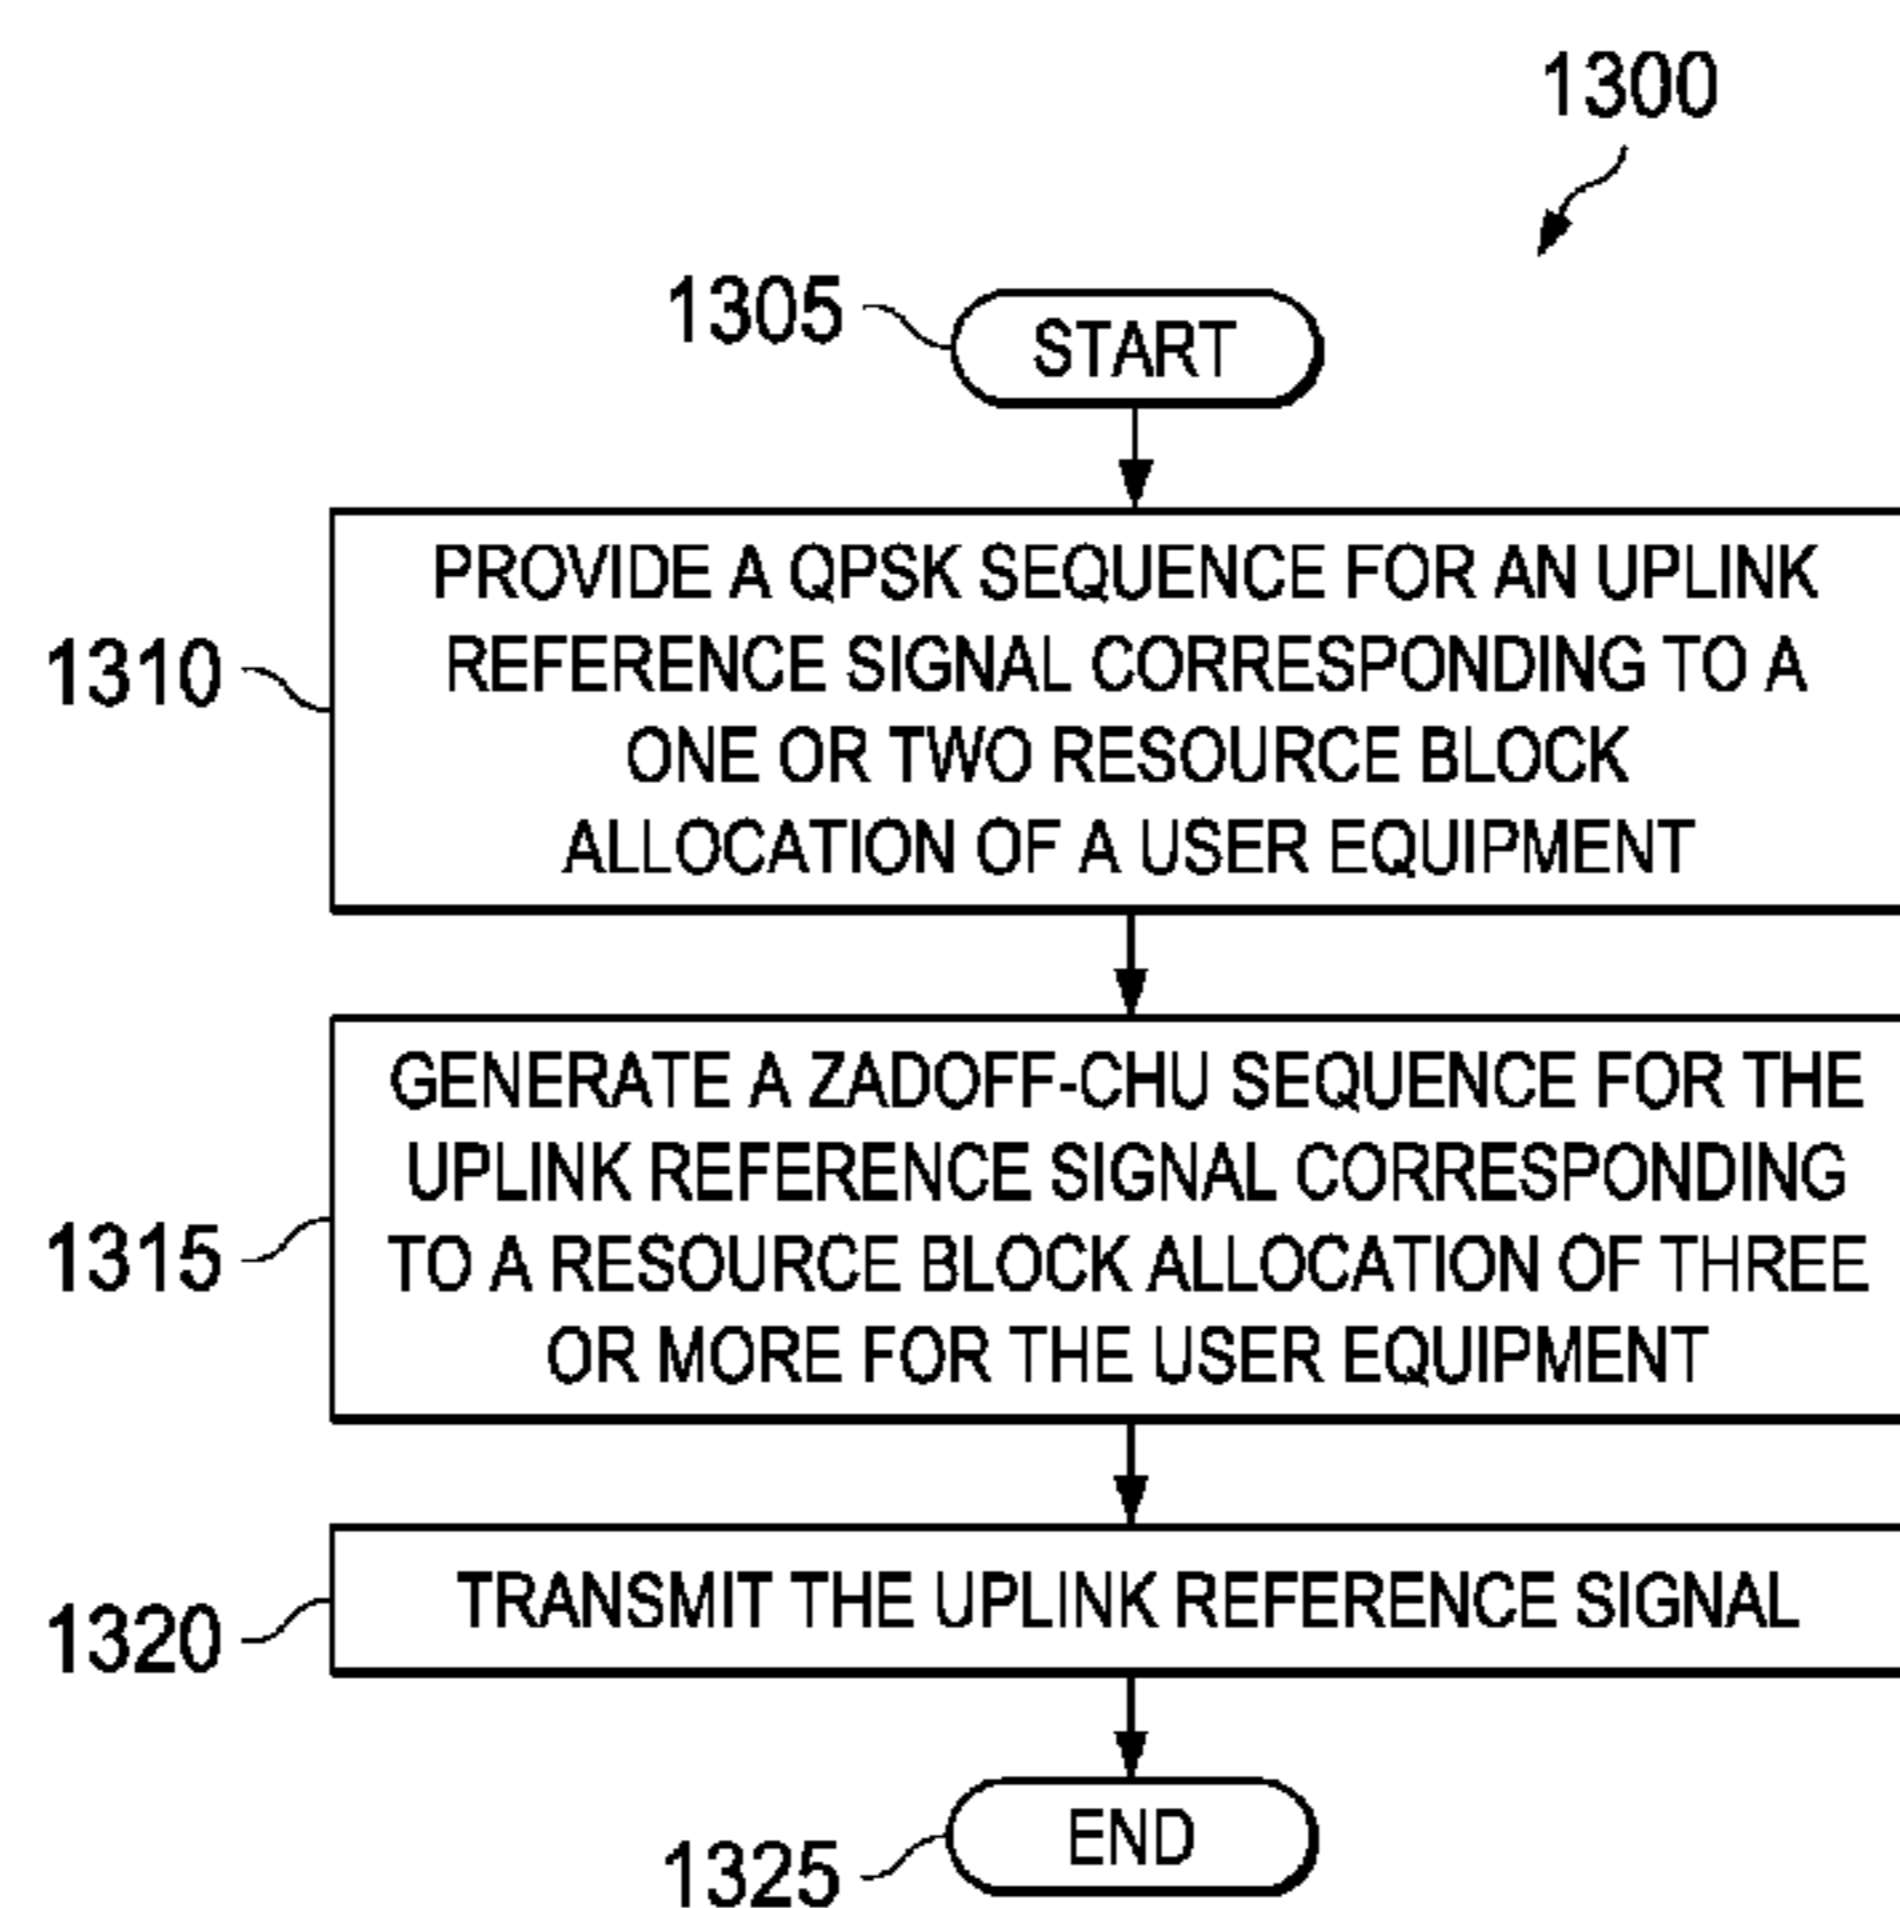 1300
1305
START
1310
PROVIDE A QPSK SEQUENCE FOR AN UPLINK
REFERENCE SIGNAL CORRESPONDING TO A
ONE OR TWO RESOURCE BLOCK
ALLOCATION OF A USER EQUIPMENT
1315
GENERATE A ZADOFF-CHU SEQUENCE FOR THE
UPLINK REFERENCE SIGNAL CORRESPONDING
TO A RESOURCE BLOCK ALLOCATION OF THREE
OR MORE FOR THE USER EQUIPMENT
1320
TRANSMIT THE UPLINK REFERENCE SIGNAL
1325
END